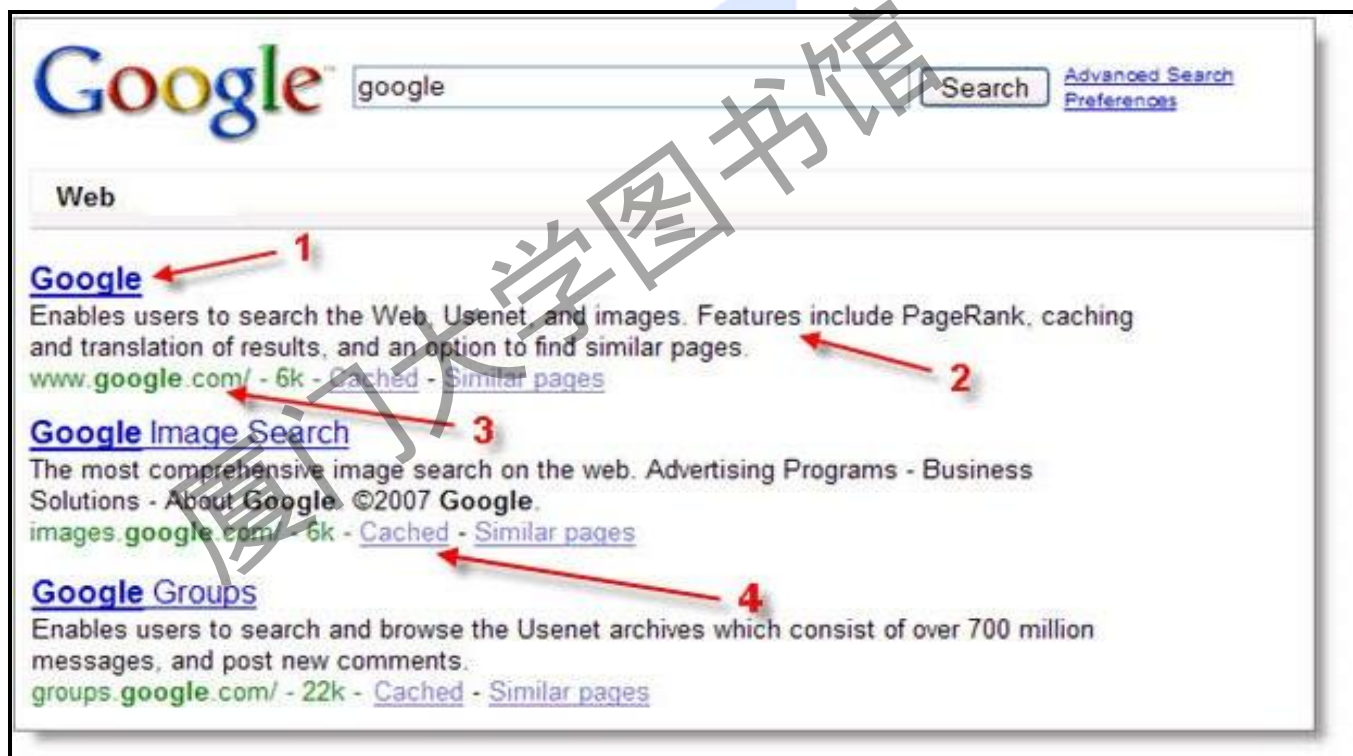 Google™ google Search Advanced Search
Preferences
Web
1
Google
Enables users to search the Web, Usenet, and images. Features include PageRank, caching
and translation of results, and an option to find similar pages.
2
www.google.com/ - 6k - Cached - Similar pages
3
Google Image Search
The most comprehensive image search on the web. Advertising Programs - Business
Solutions - About Google. ©2007 Google.
images.google.com/ - 6k - Cached - Similar pages
4
Google Groups
Enables users to search and browse the Usenet archives which consist of over 700 million
messages, and post new comments.
groups.google.com/ - 22k - Cached - Similar pages
厦门大学图书馆